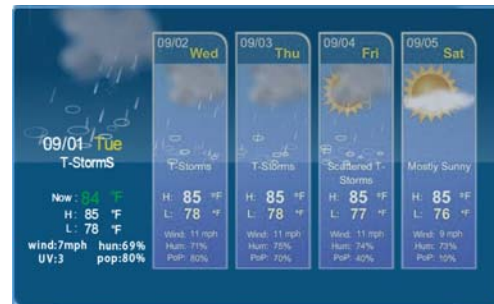 09/01 Tue
T-StormS
Now: 84 °F
H: 85 °F
L: 78 °F
wind:7mph hun:69%
UV:3 pop:80%
09/02
Wed
T-Storms
H: 85 °F
L: 78 °F
Wind: 11 mph
Hum: 71%
PoP: 80%
09/03
Thu
T-Storms
H: 85 °F
L: 78 °F
Wind: 11 mph
Hum: 75%
PoP: 70%
09/04
Fri
Scattered T-
Storms
H: 85 °F
L: 77 °F
Wind: 11 mph
Hum: 74%
PoP: 40%
09/05
Sat
Mostly Sunny
H: 85 °F
L: 76 °F
Wind: 9 mph
Hum: 73%
PoP: 10%